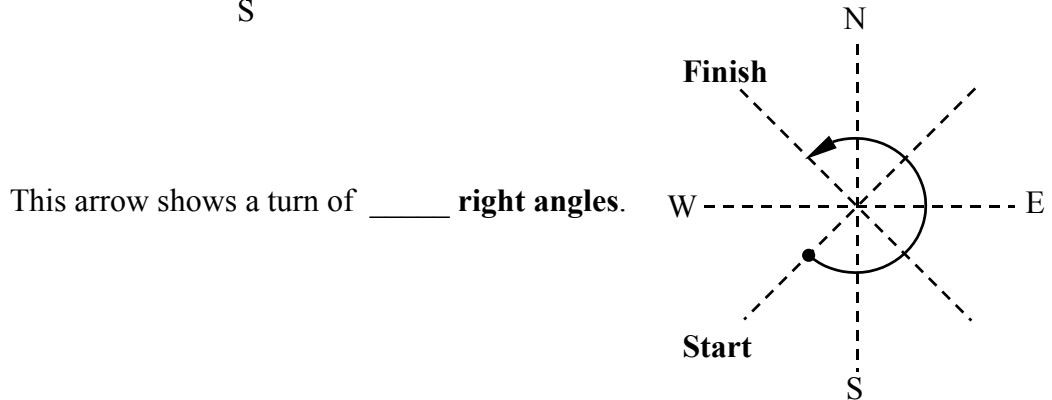 S
N
Finish
This arrow shows a turn of _____ right angles.
W
E
Start
S